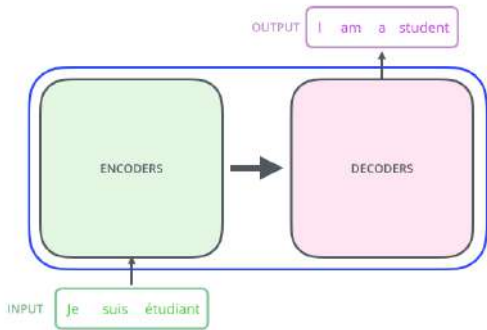 OUTPUT I am a student
ENCODERS DECODERS
INPUT Je suis étudiant